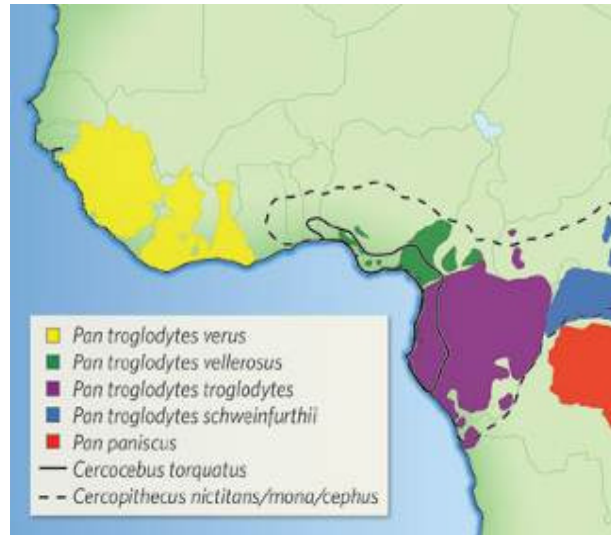 Pan troglodytes verus
Pan troglodytes vellerosus
Pan troglodytes troglodytes
Pan troglodytes schweinfurthii
Pan paniscus
Cercocebus torquatus
Cercopithecus nictitans/mona/cephus